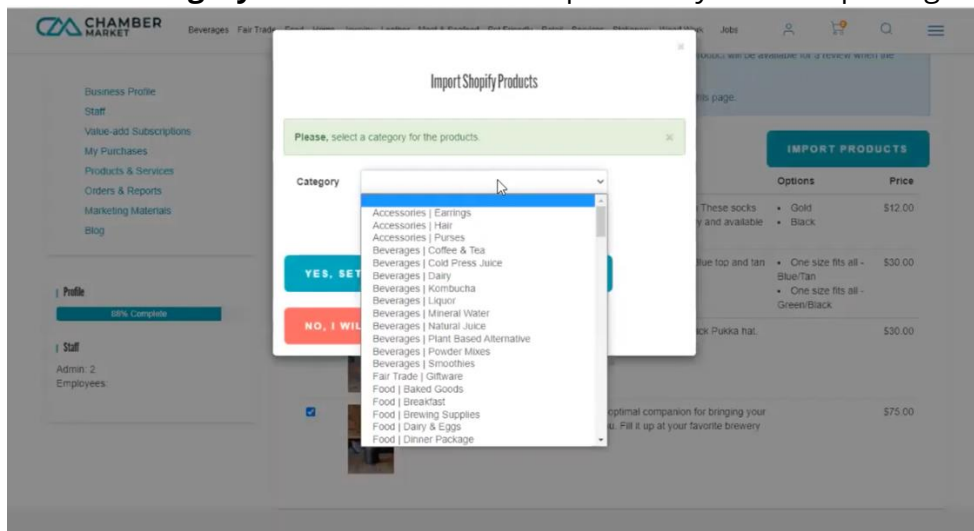 CHAMBER
MARKET
Beverages Fair Trade
Jobs
Import Shopify Products
his page.
Business Profile
Staff
Value-add Subscriptions
My Purchases
Products & Services
Orders & Reports
Marketing Materials
Blog
Please, select a category for the products.
IMPORT PRODUCTS
Category
Options Price
Accessories | Earrings
Accessories | Hair
Accessories | Purses
Beverages | Coffee & Tea
Beverages | Cold Press Juice
Beverages | Dairy
Beverages | Kombucha
Beverages | Liquor
Beverages | Mineral Water
Beverages | Natural Juice
Beverages | Plant Based Alternative
Beverages | Powder Mixes
Beverages | Smoothies
Fair Trade | Giftware
Food | Baked Goods
Food | Breakfast
Food | Brewing Supplies
Food | Dairy & Eggs
Food | Dinner Package
YES, SET
NO, I WIL
These socks • Gold $12.00
y and available • Black
Blue top and tan • One size fits all - $30.00
Blue/Tan
• One size fits all -
Green/Black
ck Pukka hat. $30.00
optimal companion for bringing your $75.00
u. Fill it up at your favorite brewery
Profile
88% Complete
Staff
Admin: 2
Employees: